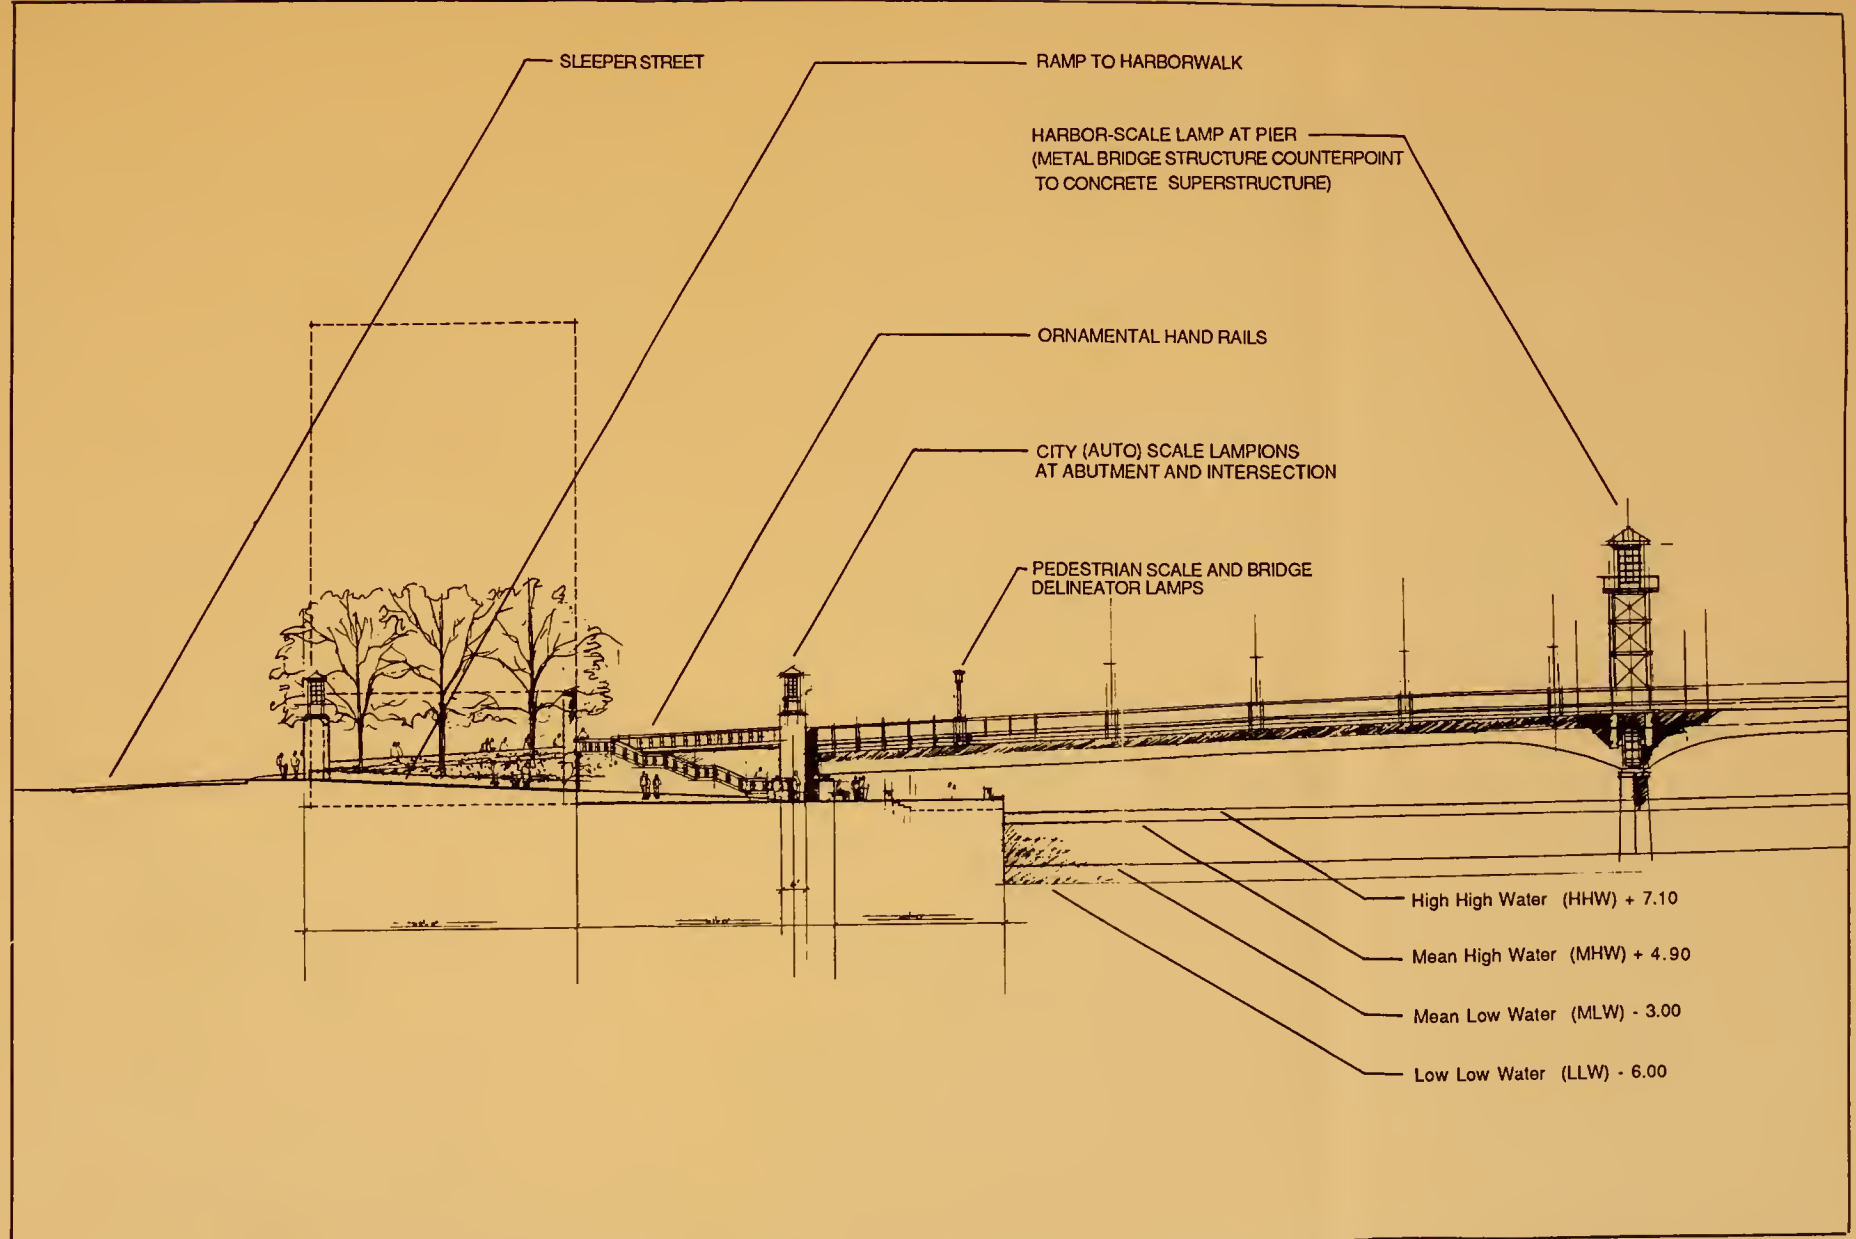 SLEEPER STREET
RAMP TO HARBORWALK
HARBOR-SCALE LAMP AT PIER
(METAL BRIDGE STRUCTURE COUNTERPOINT
TO CONCRETE SUPERSTRUCTURE)
ORNAMENTAL HAND RAILS
CITY (AUTO) SCALE LAMPIONS
AT ABUTMENT AND INTERSECTION
PEDESTRIAN SCALE AND BRIDGE
DELINEATOR LAMPS
High High Water (HHW) + 7.10
Mean High Water (MHW) + 4.90
Mean Low Water (MLW) - 3.00
Low Low Water (LLW) - 6.00